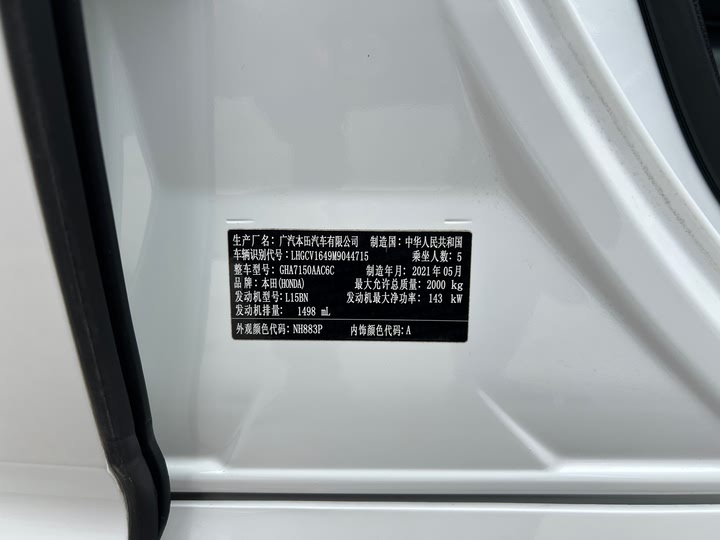 生产厂名：广汽本田汽车有限公司 制造国：中华人民共和国
车辆识别代号：LHGCV1649M9044715 乘坐人数：5
整车型号：GHA7150AAC6C 制造年月：2021年05月
品牌：本田(HONDA) 最大允许总质量：2000 kg
发动机型号：L15BN 发动机最大净功率：143 kW
发动机排量：1498 mL
外观颜色代码：NH883P 内饰颜色代码：A